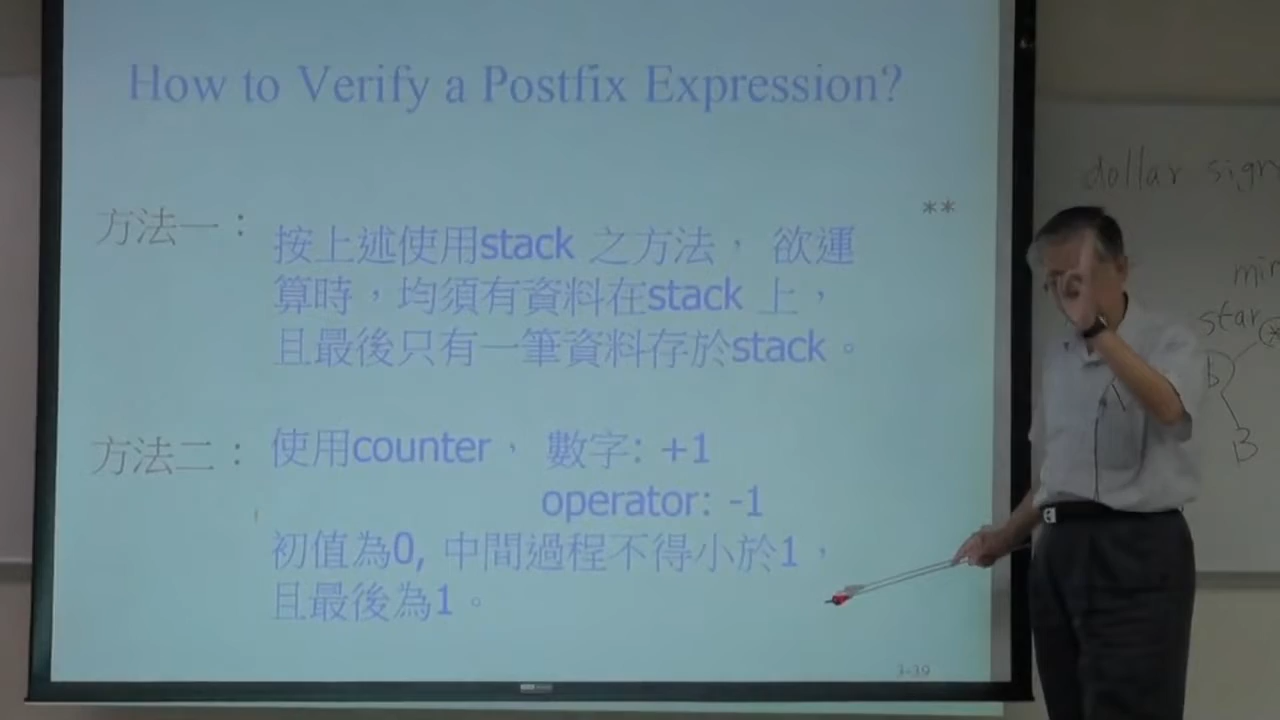 How to Verify a Postfix Expression?
**
方法一：
按上述使用stack 之方法， 欲運
算時，均須有資料在stack 上，
且最後只有一筆資料存於stack。
方法二：
使用counter， 數字: +1
operator: -1
初值為0, 中間過程不得小於1，
且最後為1。
3-39
dollar sign
min
star *
b
B